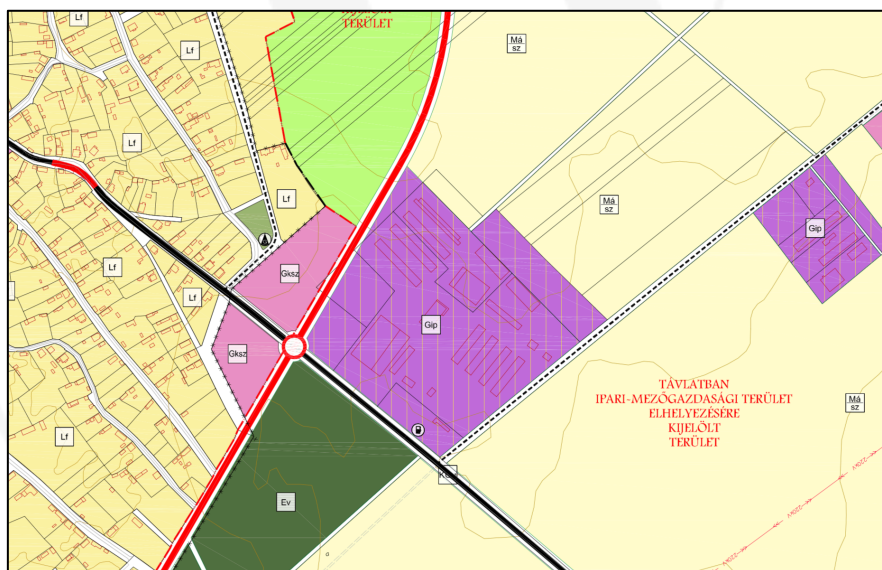 TERÜLET
Lf
Lf
Má
sz
Lf
Lf
Má
sz
Gip
Lf
Lf
Gksz
Gip
Gksz
Lf
TÁVLATBAN
IPARI-MEZŐGAZDASÁGI TERÜLET
ELHELYEZÉSÉRE
KIJELÖLT
TERÜLET
Má
sz
Ev